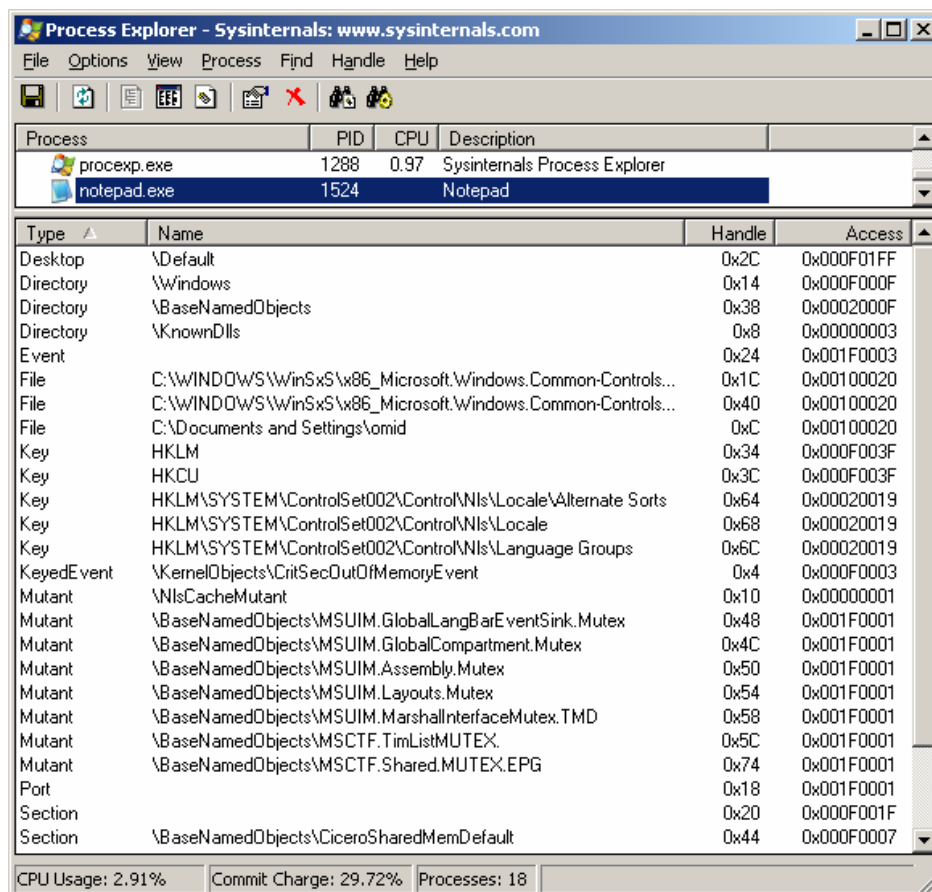 Process Explorer - Sysinternals: www.sysinternals.com
File Options View Process Find Handle Help
Process PID CPU Description
procexp.exe 1288 0.97 Sysinternals Process Explorer
notepad.exe 1524 Notepad
Type Name Handle Access
Desktop \Default 0x2C 0x000F01FF
Directory \Windows 0x14 0x000F000F
Directory \BaseNamedObjects 0x38 0x0002000F
Directory \KnownDlls 0x8 0x00000003
Event 0x24 0x001F0003
File C:\WINDOWS\WinSxS\x86_Microsoft.Windows.Common-Controls... 0x1C 0x00100020
File C:\WINDOWS\WinSxS\x86_Microsoft.Windows.Common-Controls... 0x40 0x00100020
File C:\Documents and Settings\omid 0xC 0x00100020
Key HKLM 0x34 0x000F003F
Key HKCU 0x3C 0x000F003F
Key HKLM\SYSTEM\ControlSet002\Control\Nls\Locale\Alternate Sorts 0x64 0x00020019
Key HKLM\SYSTEM\ControlSet002\Control\Nls\Locale 0x68 0x00020019
Key HKLM\SYSTEM\ControlSet002\Control\Nls\Language Groups 0x6C 0x00020019
KeyedEvent \KernelObjects\CritSecOutOfMemoryEvent 0x4 0x000F0003
Mutant \NlsCacheMutant 0x10 0x00000001
Mutant \BaseNamedObjects\MSUIM.GlobalLangBarEventSink.Mutex 0x48 0x001F0001
Mutant \BaseNamedObjects\MSUIM.GlobalCompartment.Mutex 0x4C 0x001F0001
Mutant \BaseNamedObjects\MSUIM.Assembly.Mutex 0x50 0x001F0001
Mutant \BaseNamedObjects\MSUIM.Layouts.Mutex 0x54 0x001F0001
Mutant \BaseNamedObjects\MSUIM.MarshalInterfaceMutex.TMD 0x58 0x001F0001
Mutant \BaseNamedObjects\MSCTF.TimListMUTEX. 0x5C 0x001F0001
Mutant \BaseNamedObjects\MSCTF.Shared.MUTEX.EPG 0x74 0x001F0001
Port 0x18 0x001F0001
Section 0x20 0x000F001F
Section \BaseNamedObjects\CiceroSharedMemDefault 0x44 0x000F0007
CPU Usage: 2.91% Commit Charge: 29.72% Processes: 18